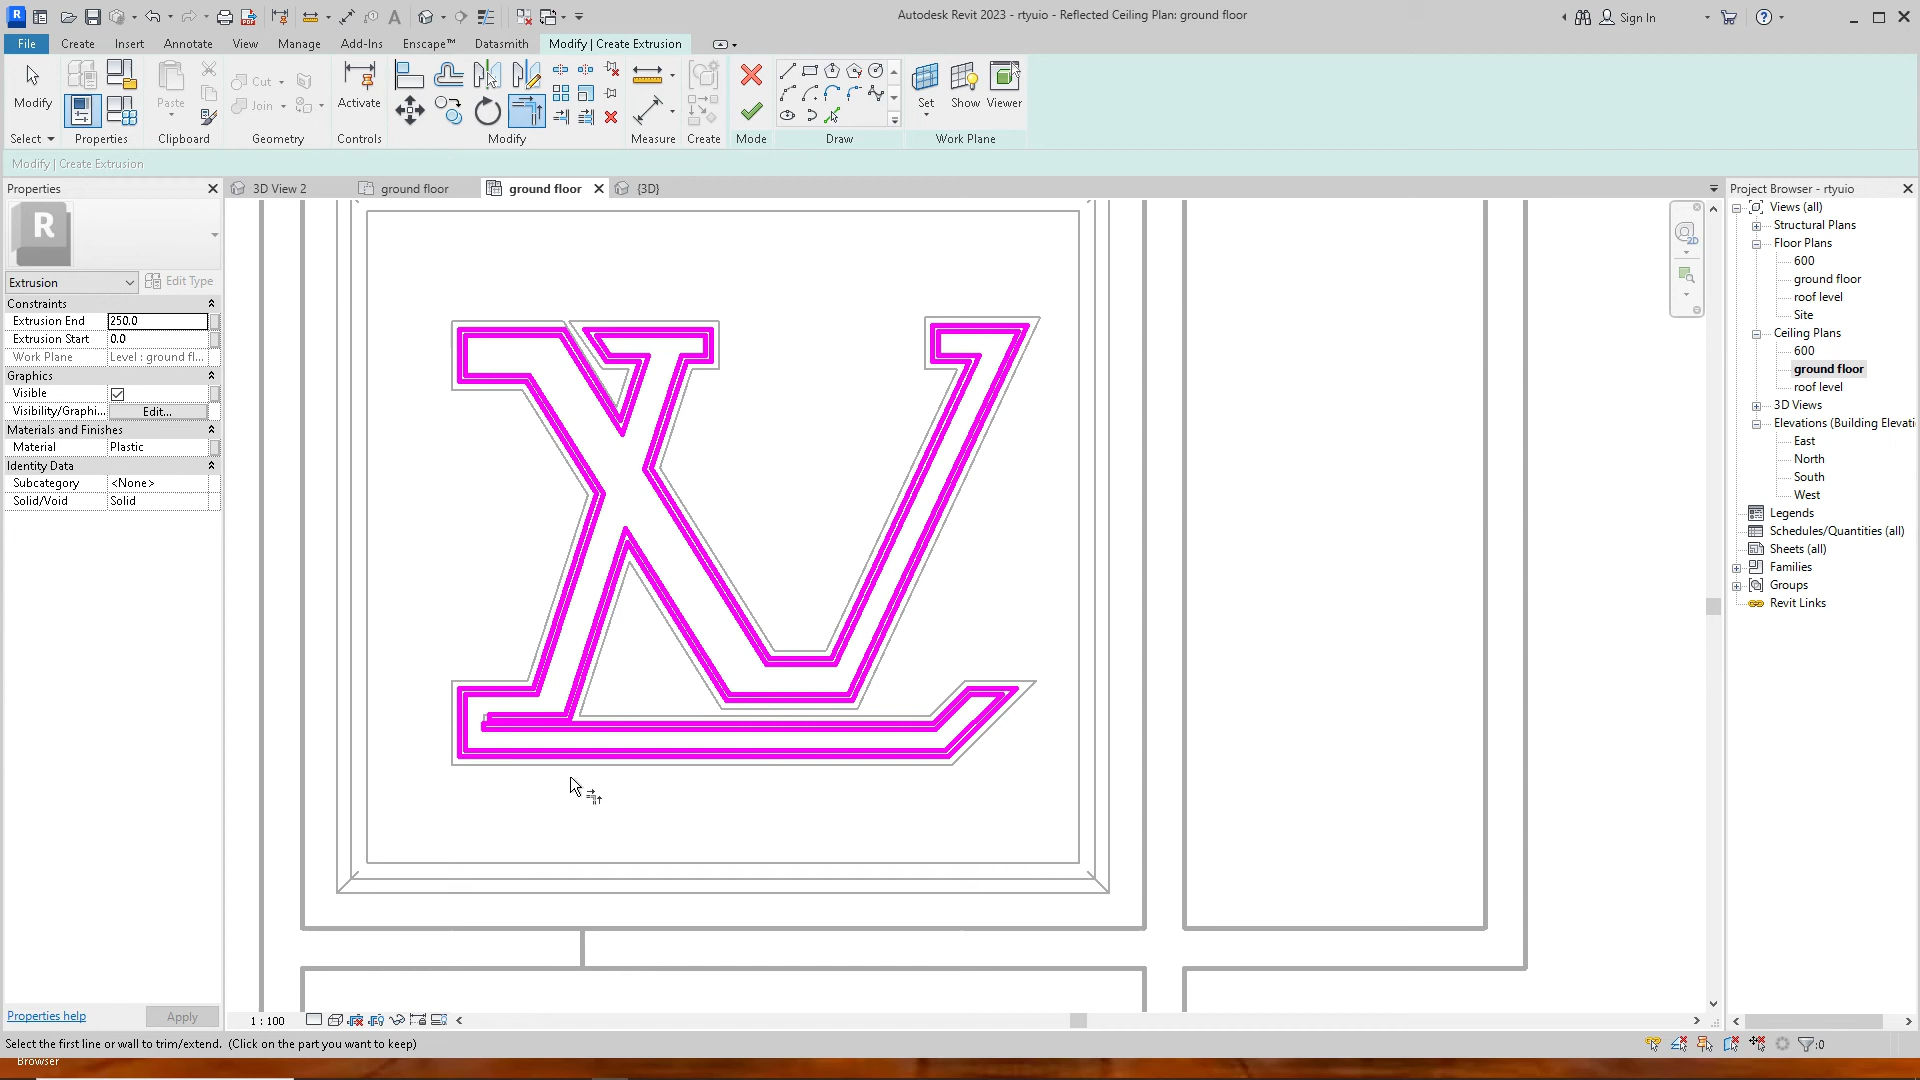 Autodesk Revit 2023 - rtyuio - Reflected Ceiling Plan: ground floor
Sign In
File Create Insert Annotate View Manage Add-Ins Enscape™ Datasmith Modify | Create Extrusion
Modify Paste Cut Join Activate Set Show Viewer
Select Properties Clipboard Geometry Controls Modify Measure Create Mode Draw Work Plane
Modify | Create Extrusion
Properties
3D View 2 ground floor ground floor {3D}
Project Browser - rtyuio
R
Extrusion Edit Type
Constraints
Extrusion End 250.0
Extrusion Start 0.0
Work Plane Level : ground fl...
Graphics
Visible
Visibility/Graphi... Edit...
Materials and Finishes
Material Plastic
Identity Data
Subcategory <None>
Solid/Void Solid
Views (all)
Structural Plans
Floor Plans
600
ground floor
roof level
Site
Ceiling Plans
600
ground floor
roof level
3D Views
Elevations (Building Elevati
East
North
South
West
Legends
Schedules/Quantities (all)
Sheets (all)
Families
Groups
Revit Links
2D
Properties help Apply
1 : 100
Select the first line or wall to trim/extend. (Click on the part you want to keep)
:0
Browser